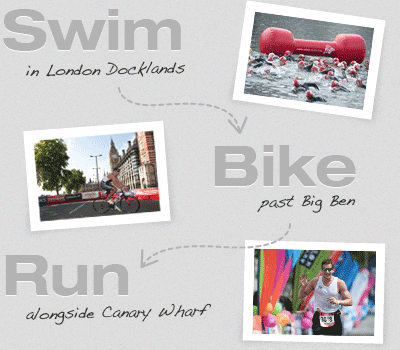 Swim
in London Docklands
Bike
past Big Ben
Run
alongside Canary Wharf